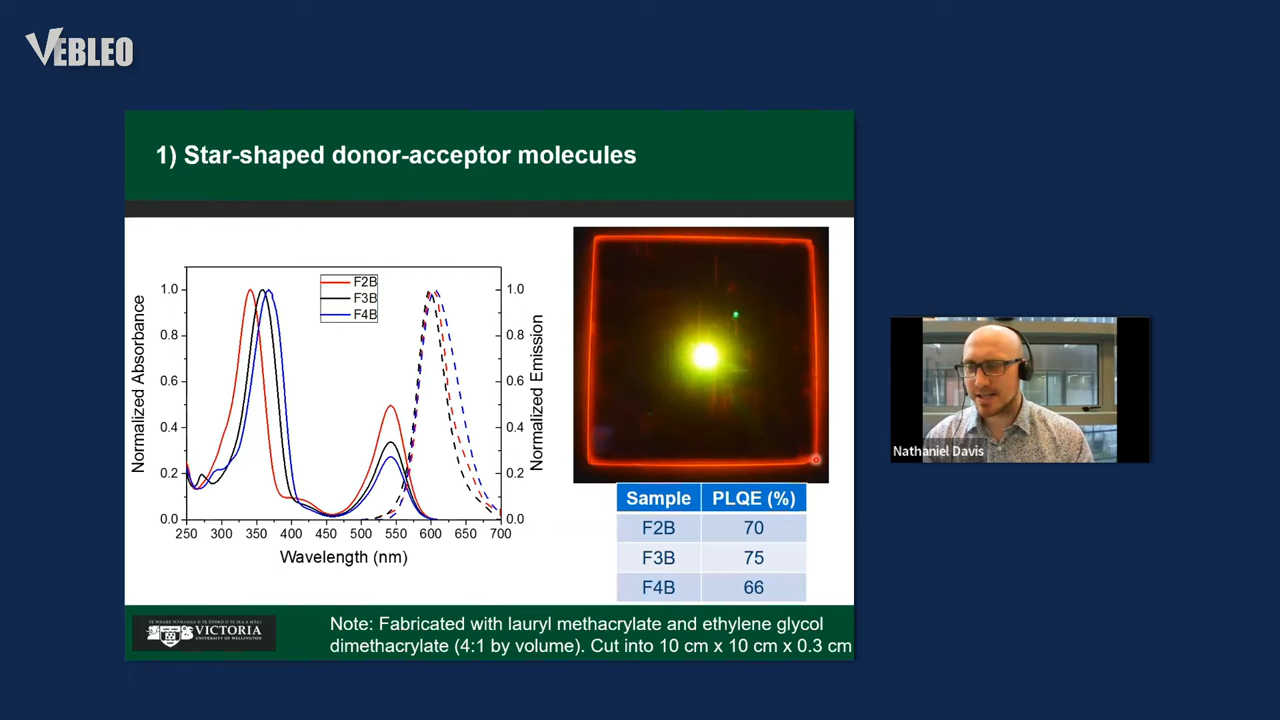 VEBLEO
1) Star-shaped donor-acceptor molecules
F2B
F3B
F4B
1.0
0.8
0.6
0.4
0.2
0.0
Normalized Absorbance
1.0
0.8
0.6
0.4
0.2
0.0
Normalized Emission
250 300 350 400 450 500 550 600 650 700
Wavelength (nm)
Sample PLQE (%)
F2B 70
F3B 75
F4B 66
Nathaniel Davis
VICTORIA
UNIVERSITY OF WELLINGTON
Note: Fabricated with lauryl methacrylate and ethylene glycol
dimethacrylate (4:1 by volume). Cut into 10 cm x 10 cm x 0.3 cm